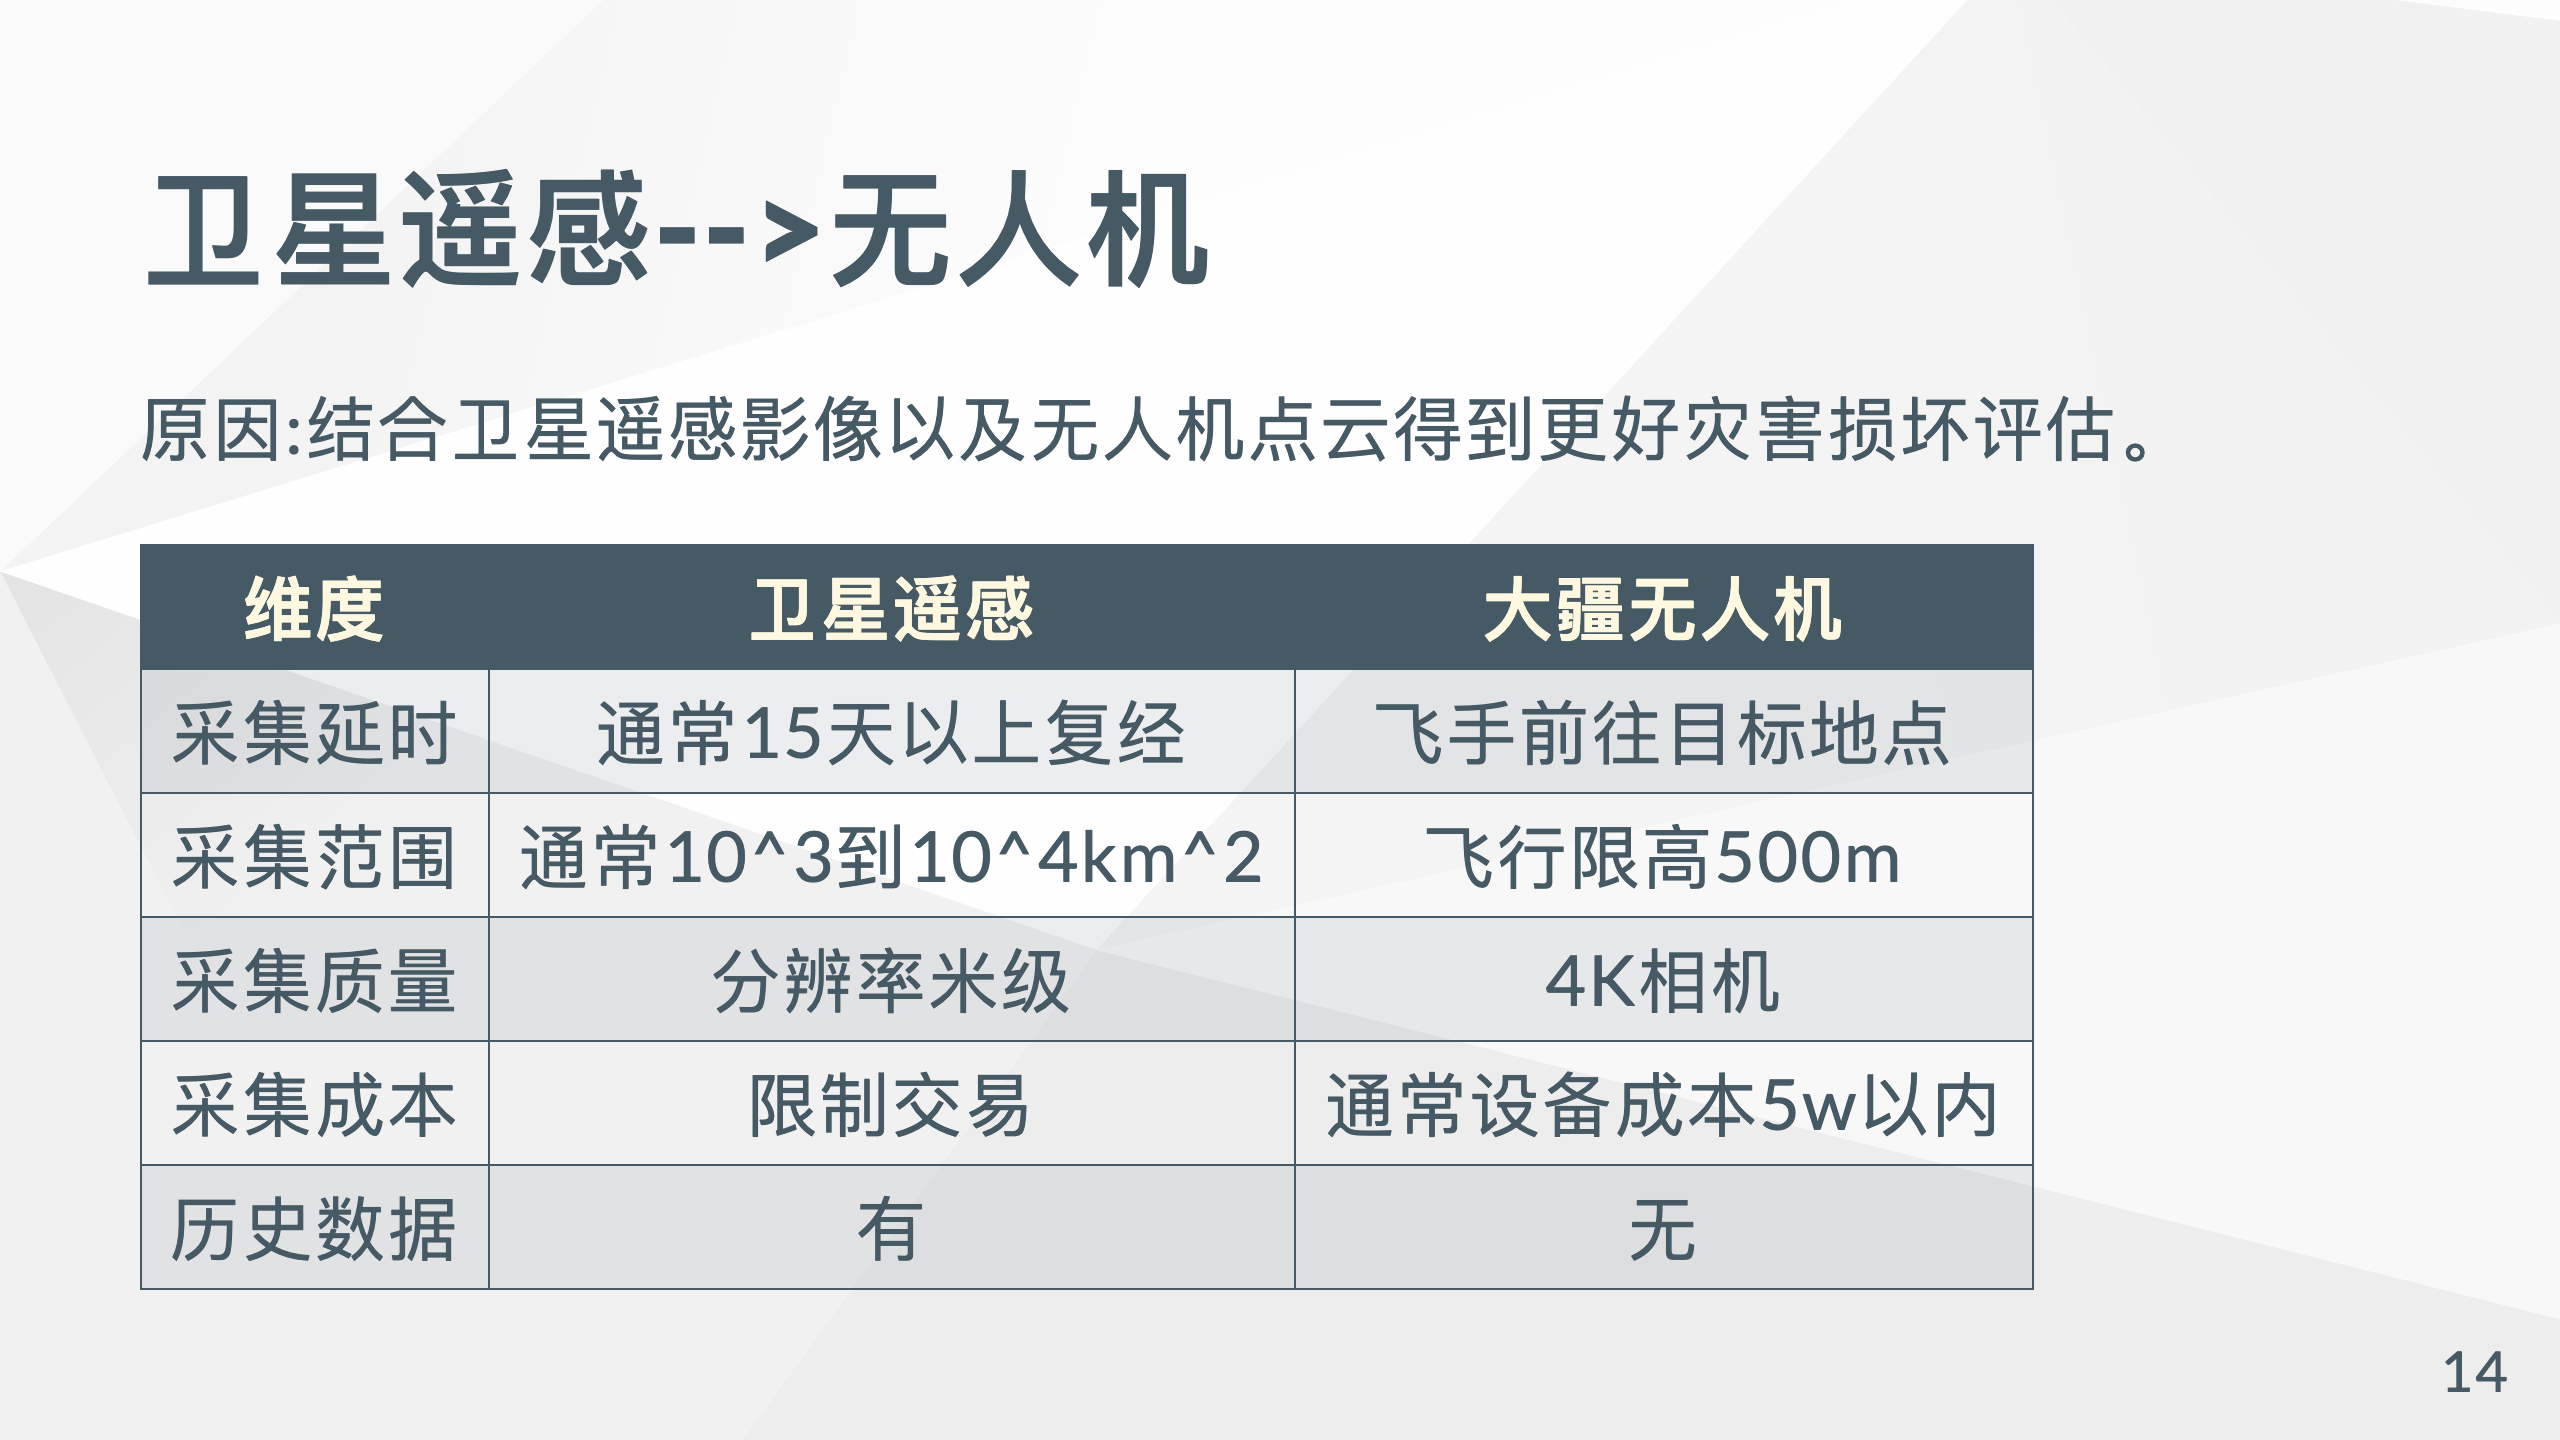 卫星遥感-->无人机
原因:结合卫星遥感影像以及无人机点云得到更好灾害损坏评估。
维度 卫星遥感 大疆无人机
采集延时 通常15天以上复经 飞手前往目标地点
采集范围 通常10^3到10^4km^2 飞行限高500m
采集质量 分辨率米级 4K相机
采集成本 限制交易 通常设备成本5w以内
历史数据 有 无
14